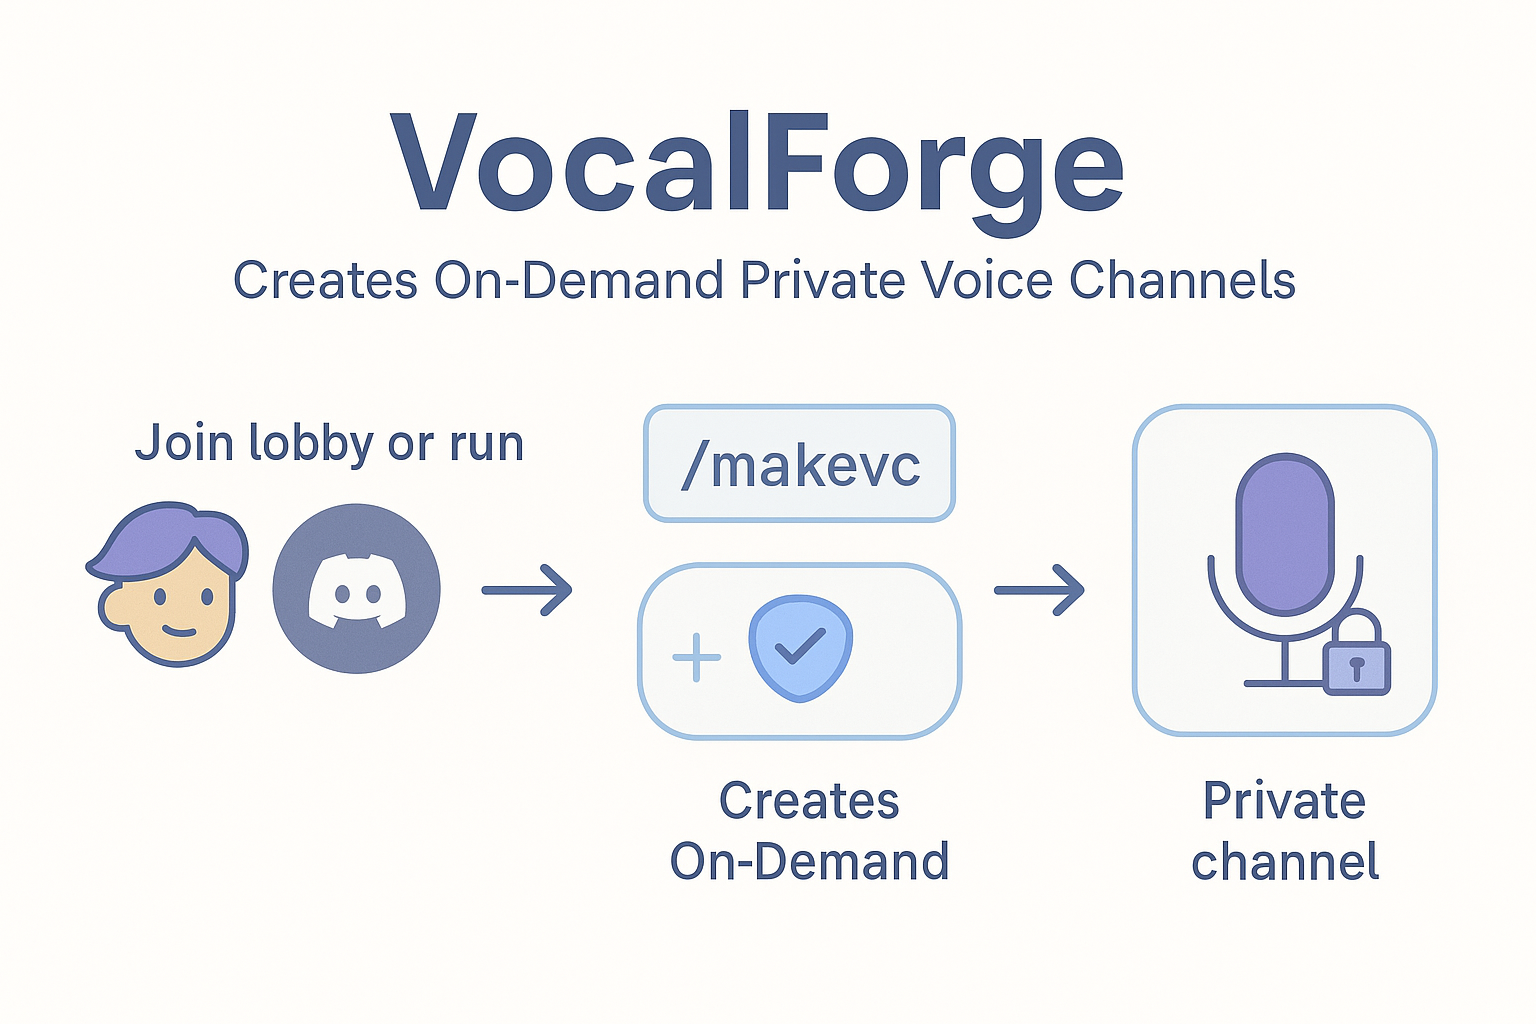 VocalForge
Creates On-Demand Private Voice Channels
Join lobby or run
/makevc
Creates
On-Demand
Private
channel